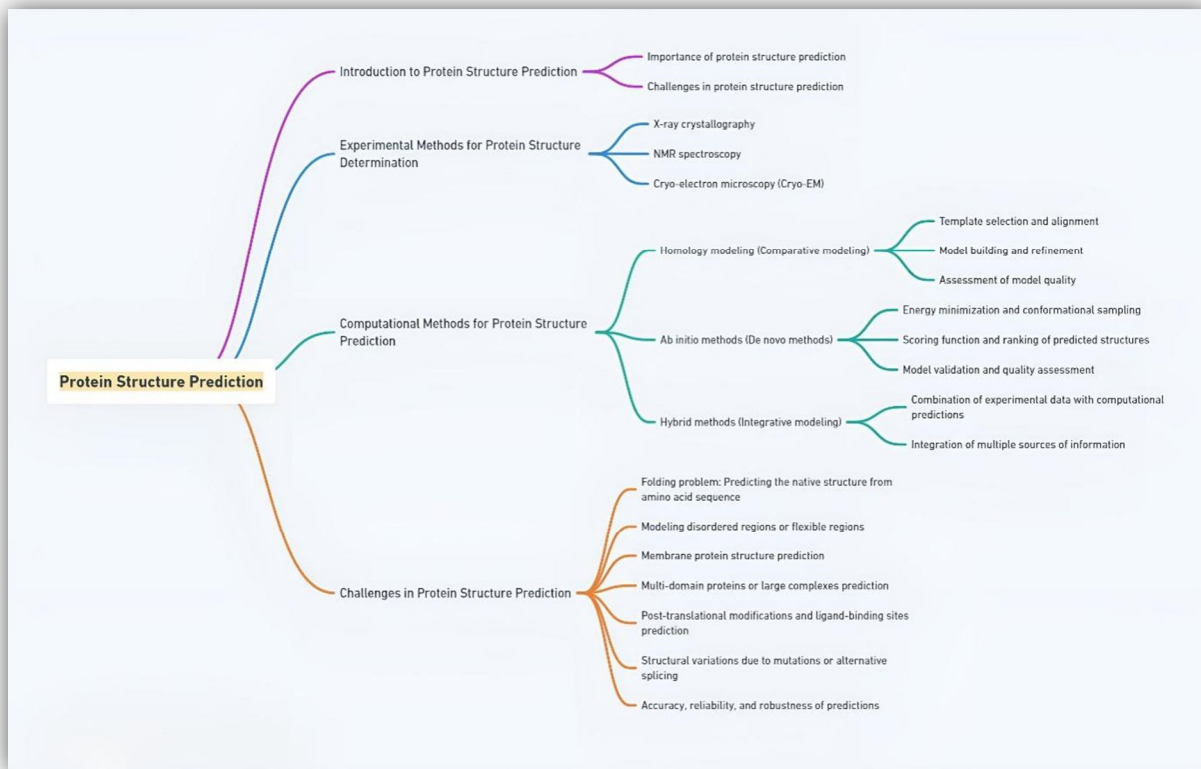 Protein Structure Prediction
Introduction to Protein Structure Prediction
Importance of protein structure prediction
Challenges in protein structure prediction
Experimental Methods for Protein Structure
Determination
X-ray crystallography
NMR spectroscopy
Cryo-electron microscopy (Cryo-EM)
Computational Methods for Protein Structure
Prediction
Homology modeling (Comparative modeling)
Template selection and alignment
Model building and refinement
Assessment of model quality
Ab initio methods (De novo methods)
Energy minimization and conformational sampling
Scoring function and ranking of predicted structures
Model validation and quality assessment
Hybrid methods (Integrative modeling)
Combination of experimental data with computational
predictions
Integration of multiple sources of information
Challenges in Protein Structure Prediction
Folding problem: Predicting the native structure from
amino acid sequence
Modeling disordered regions or flexible regions
Membrane protein structure prediction
Multi-domain proteins or large complexes prediction
Post-translational modifications and ligand-binding sites
prediction
Structural variations due to mutations or alternative
splicing
Accuracy, reliability, and robustness of predictions